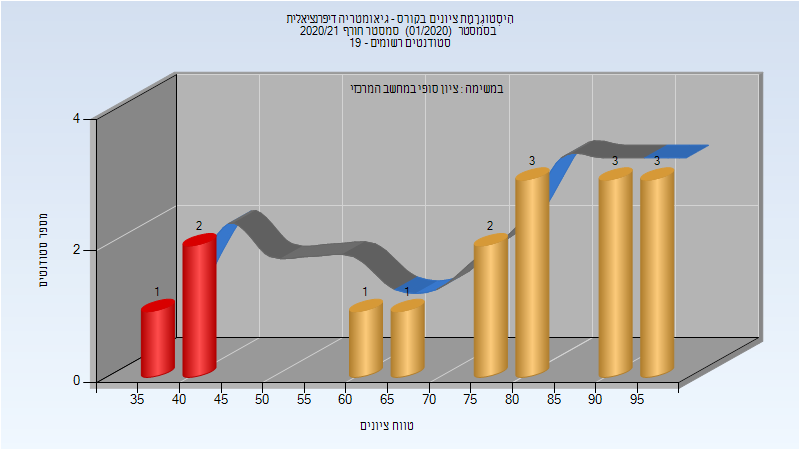 היסטוגרמת ציונים בקורס - גיאומטריה דיפרנציאלית
בסמסטר (01/2020) סמסטר חורף 2020/21
סטודנטים רשומים - 19
במשימה : ציון סופי במחשב המרכזי
מספר סטודנטים
4
2
0
1
2
1
1
2
3
3
3
35 40 45 50 55 60 65 70 75 80 85 90 95
טווח ציונים